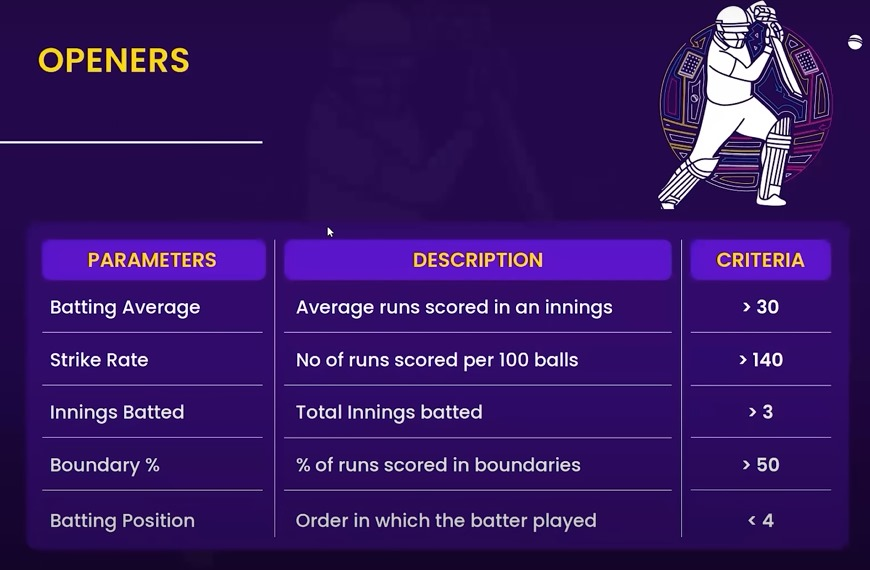 OPENERS
PARAMETERS DESCRIPTION CRITERIA
Batting Average Average runs scored in an innings > 30
Strike Rate No of runs scored per 100 balls > 140
Innings Batted Total Innings batted > 3
Boundary % % of runs scored in boundaries > 50
Batting Position Order in which the batter played < 4